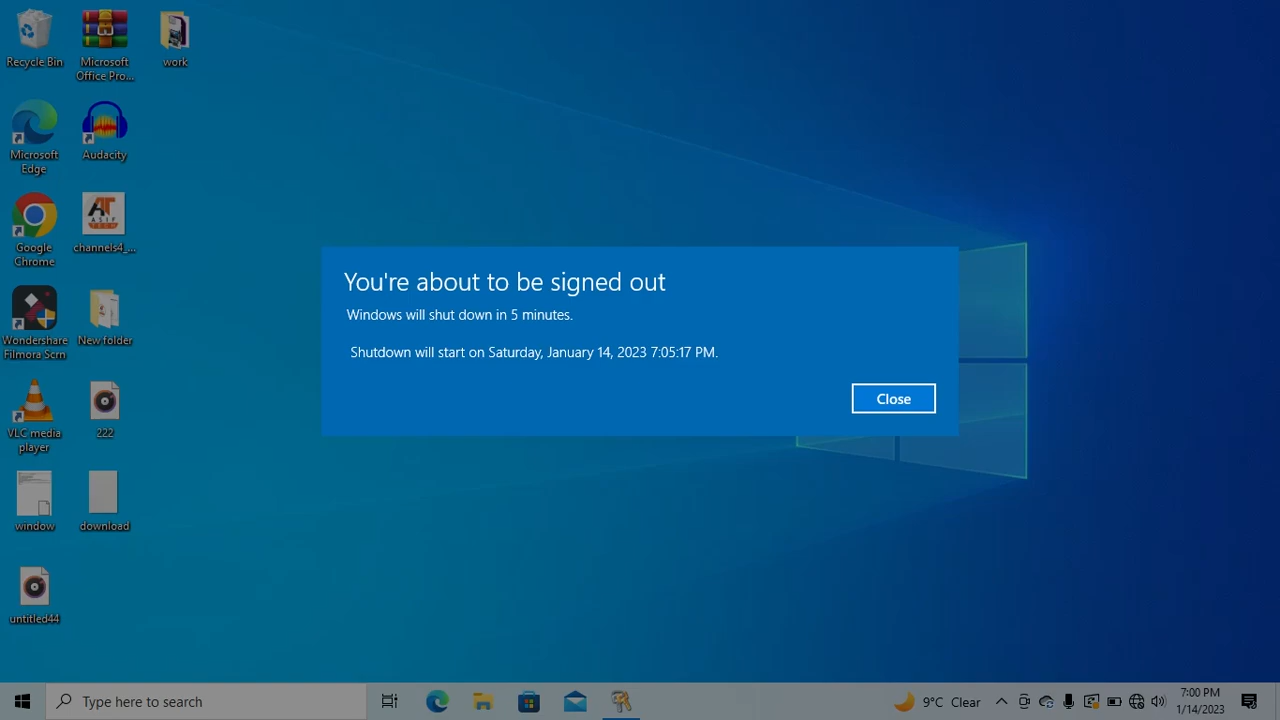 Recycle Bin
Microsoft
Office Pro...
work
Microsoft
Edge
Audacity
Google
Chrome
channels4_...
Wondershare
Filmora Scrn
New folder
VLC media
player
222
window
download
untitled44
You're about to be signed out
Windows will shut down in 5 minutes.
Shutdown will start on Saturday, January 14, 2023 7:05:17 PM.
Close
Type here to search
9°C Clear
7:00 PM
1/14/2023